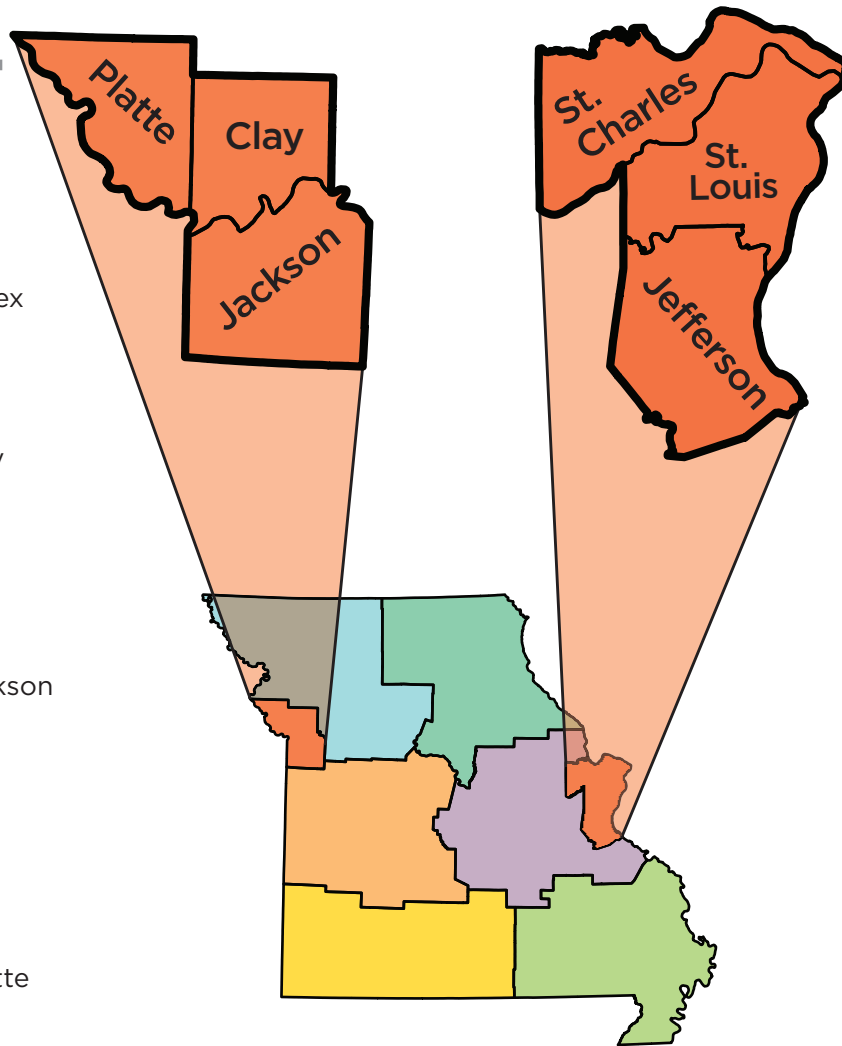 Platte
Clay
Jackson
St.
Charles
St.
Louis
Jefferson
ex
y
kson
tte